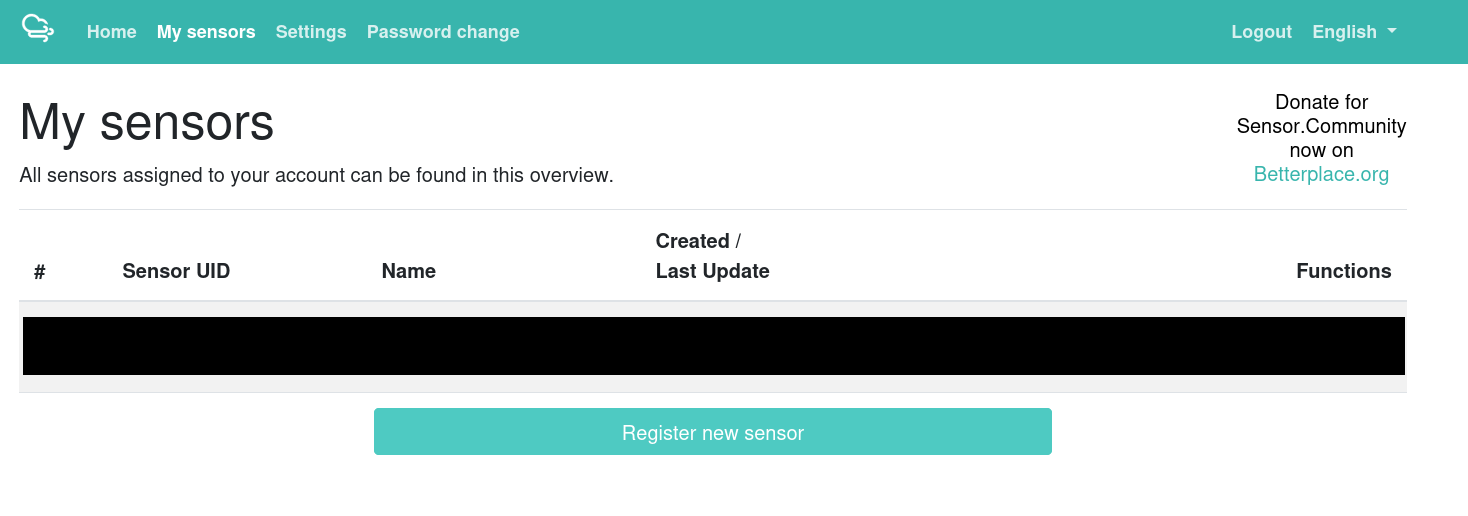 Home My sensors Settings Password change Logout English
My sensors
All sensors assigned to your account can be found in this overview.
Donate for
Sensor.Community
now on
Betterplace.org
# Sensor UID Name Created / Functions
Last Update
Register new sensor